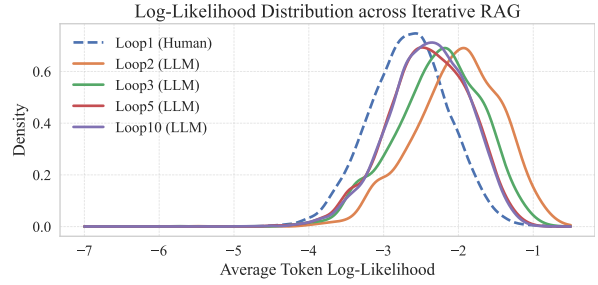 Log-Likelihood Distribution across Iterative RAG
Loop1 (Human)
Loop2 (LLM)
Loop3 (LLM)
Loop5 (LLM)
Loop10 (LLM)
Density
0.6
0.4
0.2
0.0
−7 −6 −5 −4 −3 −2 −1
Average Token Log-Likelihood